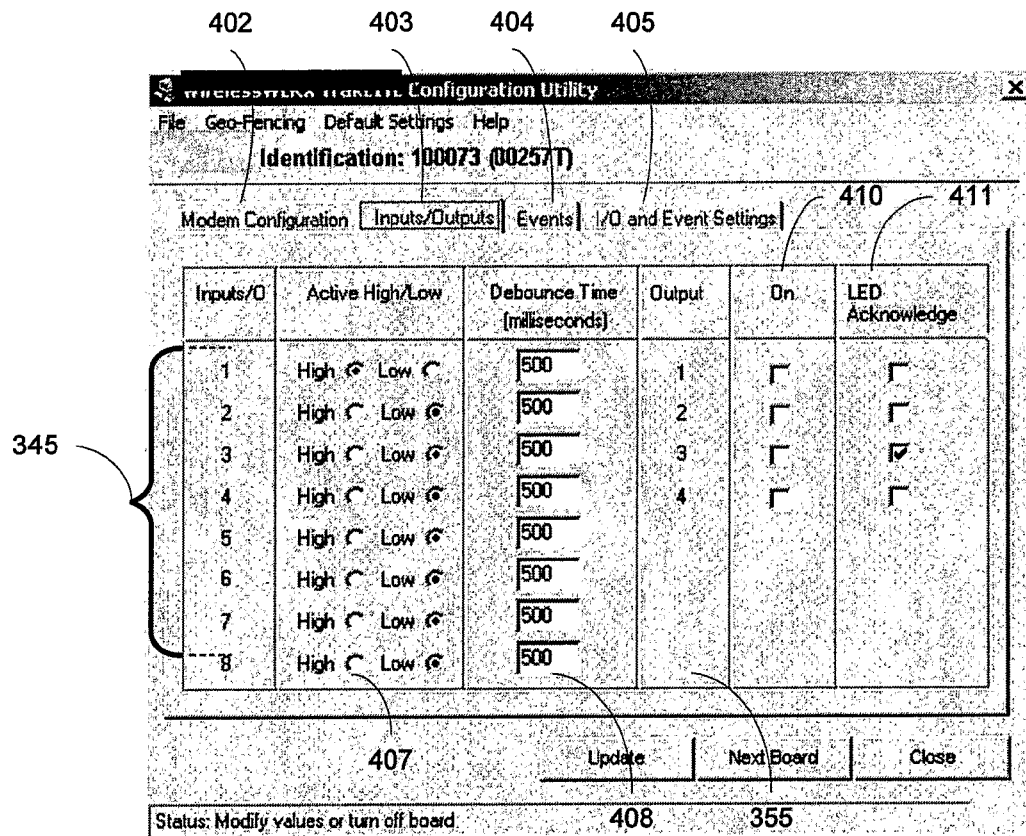 402 403 404 405
Configuration Utility
File Geo-Fencing Default Settings Help
Identification: 100073 (00257T)
410 411
Modem Configuration Inputs/Outputs Events I/O and Event Settings
Inputs/O Active High/Low Debounce Time (milliseconds) Output On LED Acknowledge
1 High Low 500 1
2 High Low 500 2
345
3 High Low 500 3
4 High Low 500 4
5 High Low 500
6 High Low 500
7 High Low 500
8 High Low 500
407
Update Next Board Close
Status: Modify values or turn off board
408 355